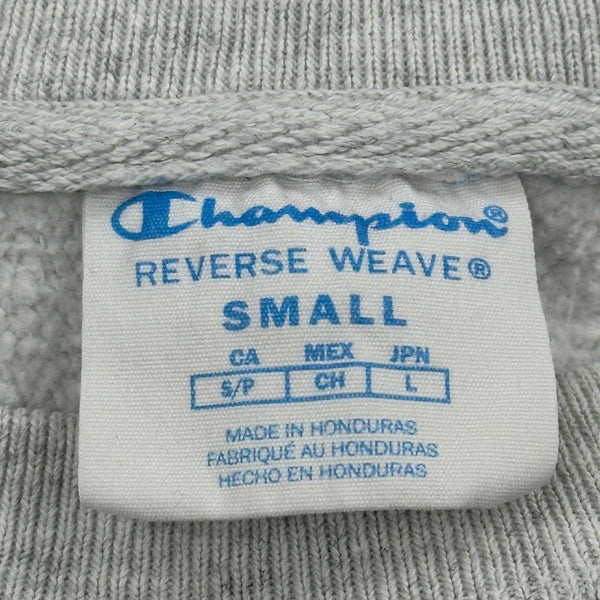 Champion®
REVERSE WEAVE®
SMALL
CA MEX JPN
S/P CH L
MADE IN HONDURAS
FABRIQUÉ AU HONDURAS
HECHO EN HONDURAS